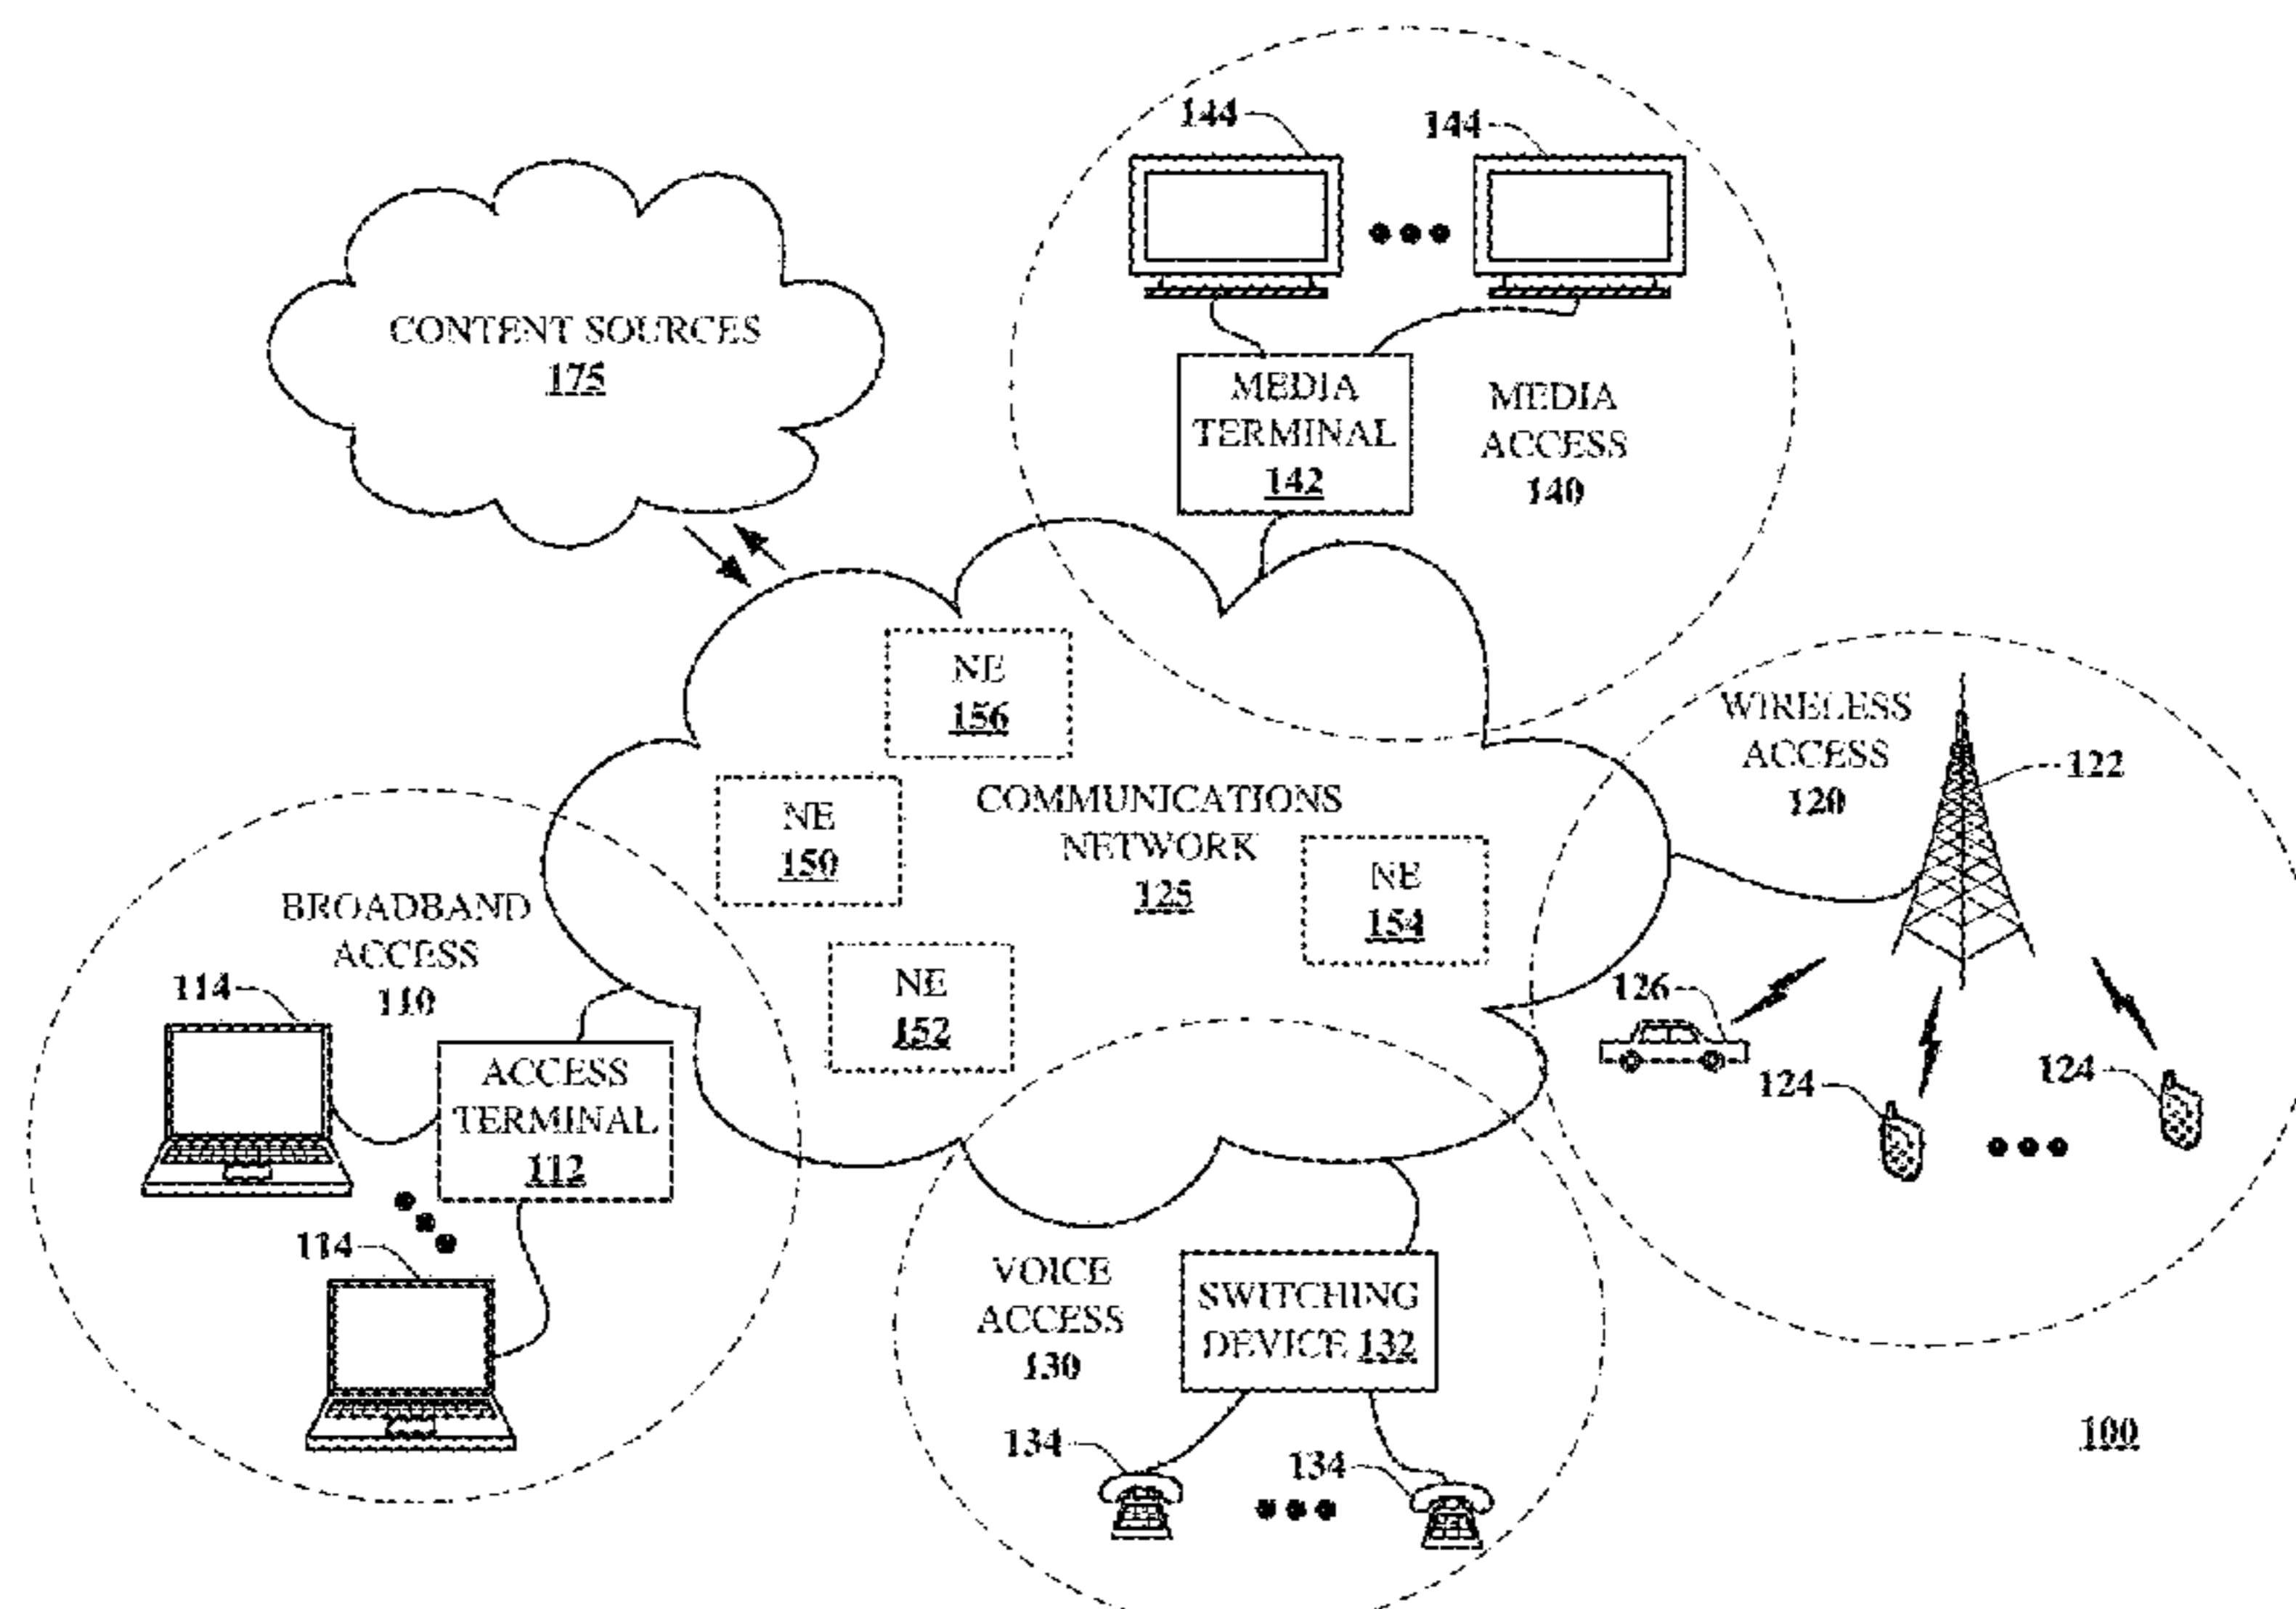 144
144
CONTENT SOURCES
175
MEDIA
TERMINAL
142
MEDIA
ACCESS
140
NE
156
WIRELESS
ACCESS
120
122
NE
150
COMMUNICATIONS
NETWORK
125
NE
154
BROADBAND
ACCESS
110
114
NE
152
126
124
124
ACCESS
TERMINAL
112
114
VOICE
ACCESS
130
SWITCHING
DEVICE 132
134
134
100